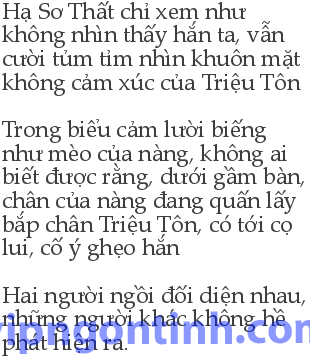 Hạ Sơ Thất chỉ xem như
không nhìn thấy hắn ta, vẫn
cười tủm tỉm nhìn khuôn mặt
không cảm xúc của Triệu Tôn
Trong biểu cảm lười biếng
như mèo của nàng, không ai
biết được rằng, dưới gầm bàn,
chân của nàng đang quấn lấy
bắp chân Triệu Tôn, có tới cọ
lui, cố ý ghẹo hắn
Hai người ngồi đối diện nhau,
những người khác không hề
phát hiện ra.
vipngontinh.com